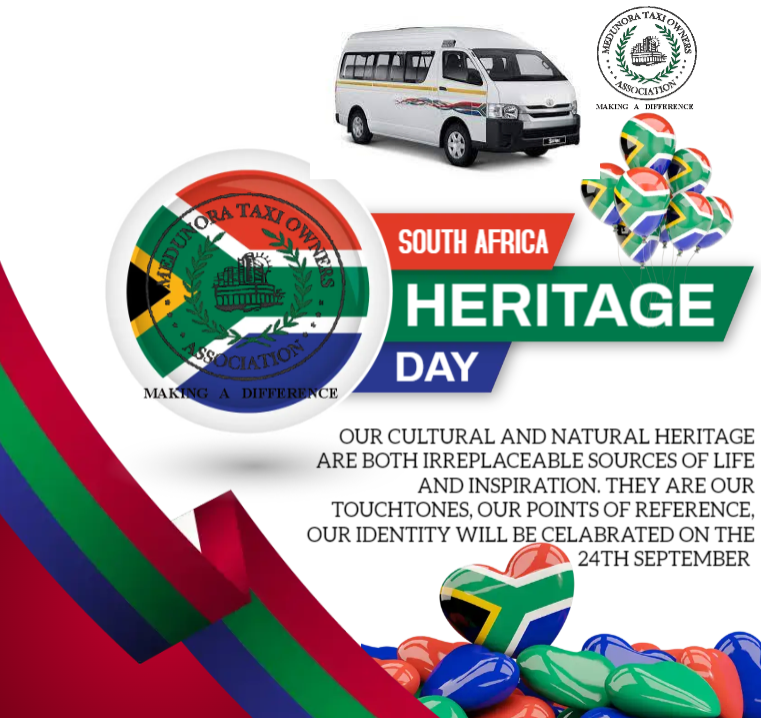 MEDUNORA TAXI OWNERS
ASSOCIATION
MAKING A DIFFERENCE
MEDUNORA TAXI OWNERS
ASSOCIATION
MAKING A DIFFERENCE
SOUTH AFRICA
HERITAGE
DAY
OUR CULTURAL AND NATURAL HERITAGE
ARE BOTH IRREPLACEABLE SOURCES OF LIFE
AND INSPIRATION. THEY ARE OUR
TOUCHTONES, OUR POINTS OF REFERENCE,
OUR IDENTITY WILL BE CELABRATED ON THE
24TH SEPTEMBER